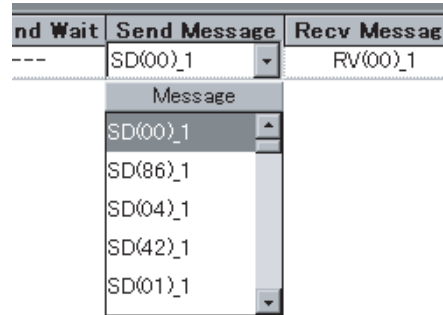 nd Wait Send Message Recv Messag
--- SD(00)_1 RV(00)_1
Message
SD(00)_1
SD(86)_1
SD(04)_1
SD(42)_1
SD(01)_1